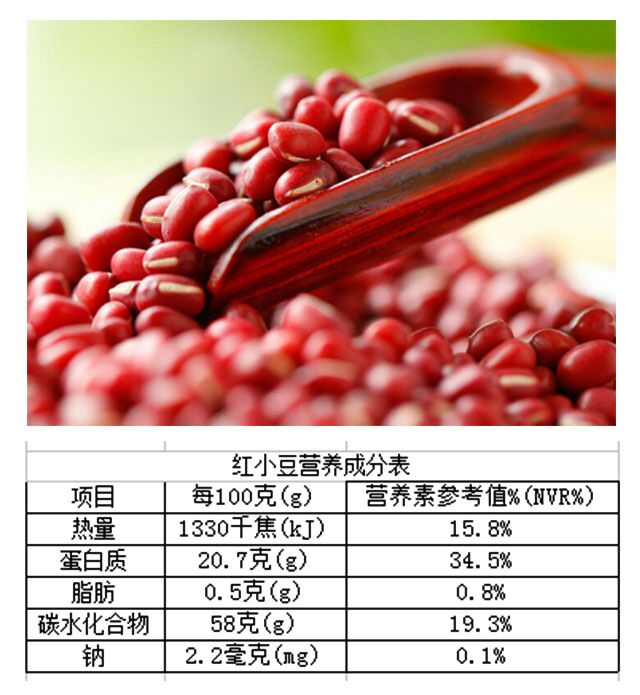 红小豆营养成分表
项目 每100克(g) 营养素参考值%(NVR%)
热量 1330千焦(kJ) 15.8%
蛋白质 20.7克(g) 34.5%
脂肪 0.5克(g) 0.8%
碳水化合物 58克(g) 19.3%
钠 2.2毫克(mg) 0.1%